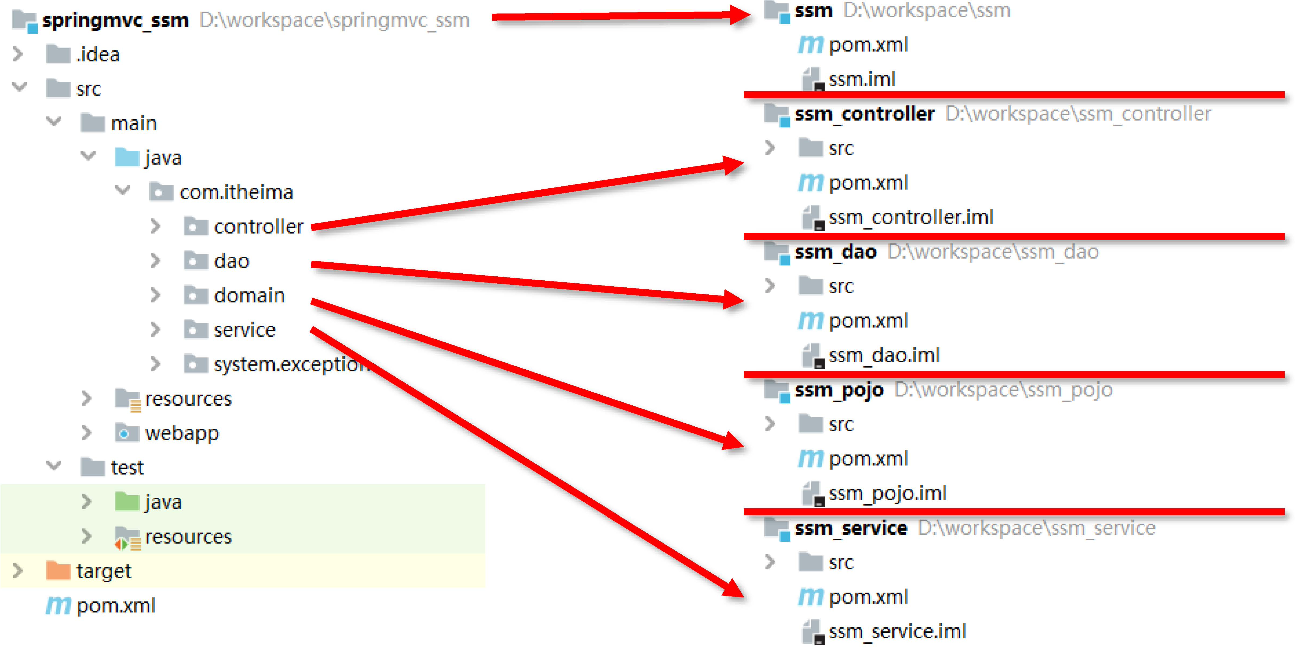 springmvc_ssm D:\workspace\springmvc_ssm
.idea
src
main
java
com.itheima
controller
dao
domain
service
system.exception
resources
webapp
test
java
resources
target
pom.xml
ssm D:\workspace\ssm
pom.xml
ssm.iml
ssm_controller D:\workspace\ssm_controller
src
pom.xml
ssm_controller.iml
ssm_dao D:\workspace\ssm_dao
src
pom.xml
ssm_dao.iml
ssm_pojo D:\workspace\ssm_pojo
src
pom.xml
ssm_pojo.iml
ssm_service D:\workspace\ssm_service
src
pom.xml
ssm_service.iml